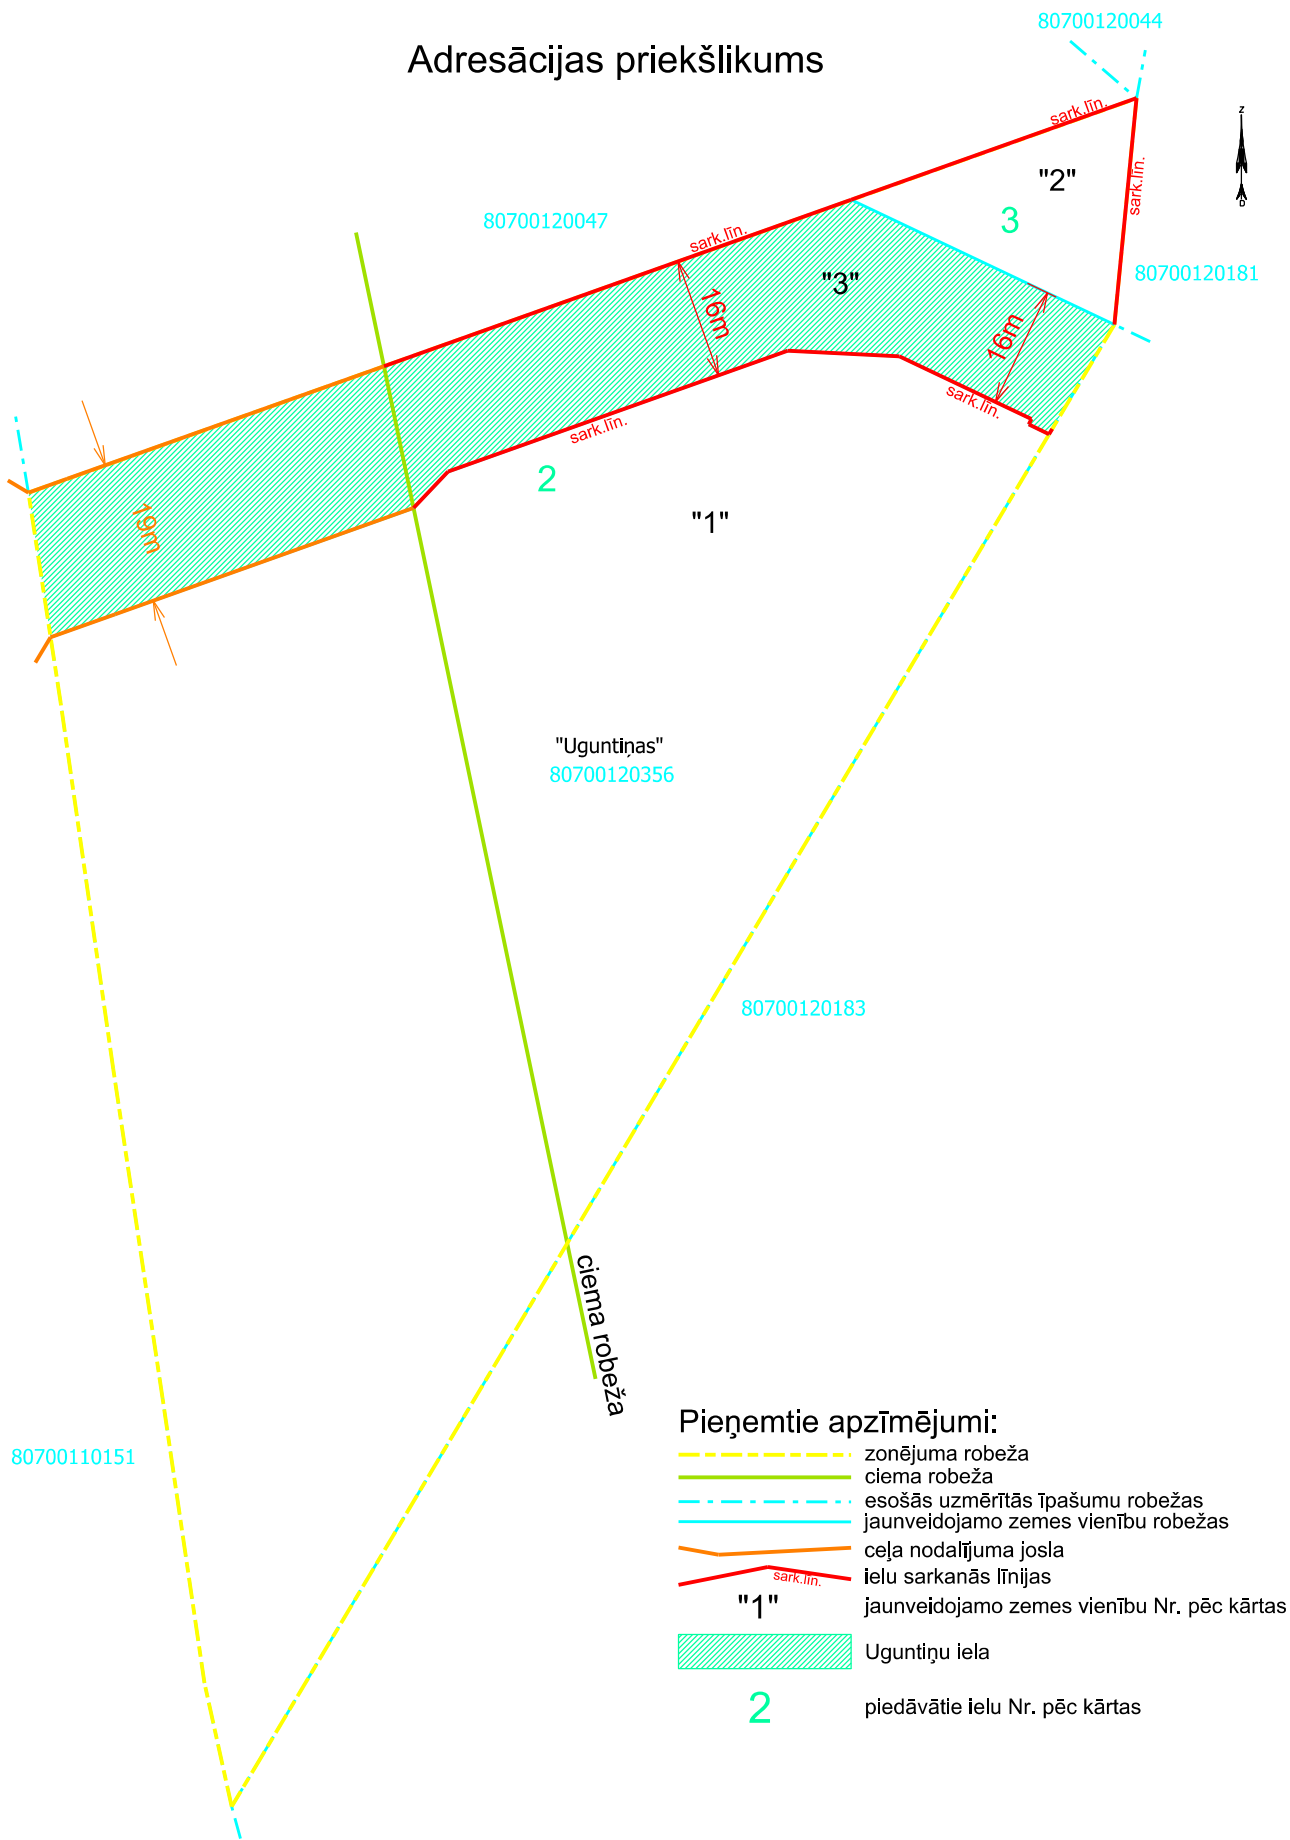 80700120044
Adresācijas priekšlikums
sark.līn.
z
"2"
sark.līn.
3
80700120047
sark.līn.
80700120181
"3"
16m
16m
sark.līn.
sark.līn.
2
19m
"1"
D
"Uguntiņas"
80700120356
80700120183
ciema robeža
80700110151
Pieņemtie apzīmējumi:
zonējuma robeža
ciema robeža
esošās uzmērītās īpašumu robežas
jaunveidojamo zemes vienību robežas
ceļa nodalījuma josla
sark.līn. ielu sarkanās līnijas
"1" jaunveidojamo zemes vienību Nr. pēc kārtas
Uguntiņu iela
2 piedāvātie ielu Nr. pēc kārtas